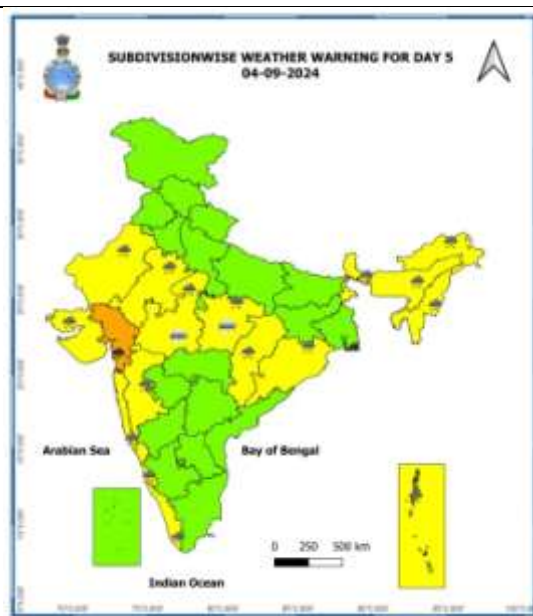 SUBDIVISIONWISE WEATHER WARNING FOR DAY 5
04-09-2024
Arabian Sea
Bay of Bengal
0 250 500 km
Indian Ocean